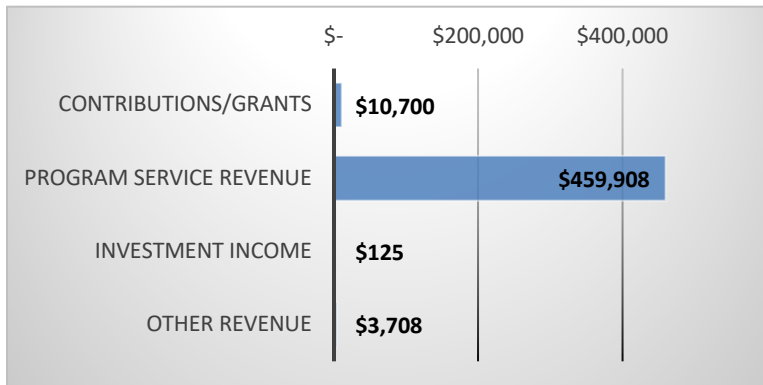 $- $200,000 $400,000
CONTRIBUTIONS/GRANTS $10,700
PROGRAM SERVICE REVENUE $459,908
INVESTMENT INCOME $125
OTHER REVENUE $3,708